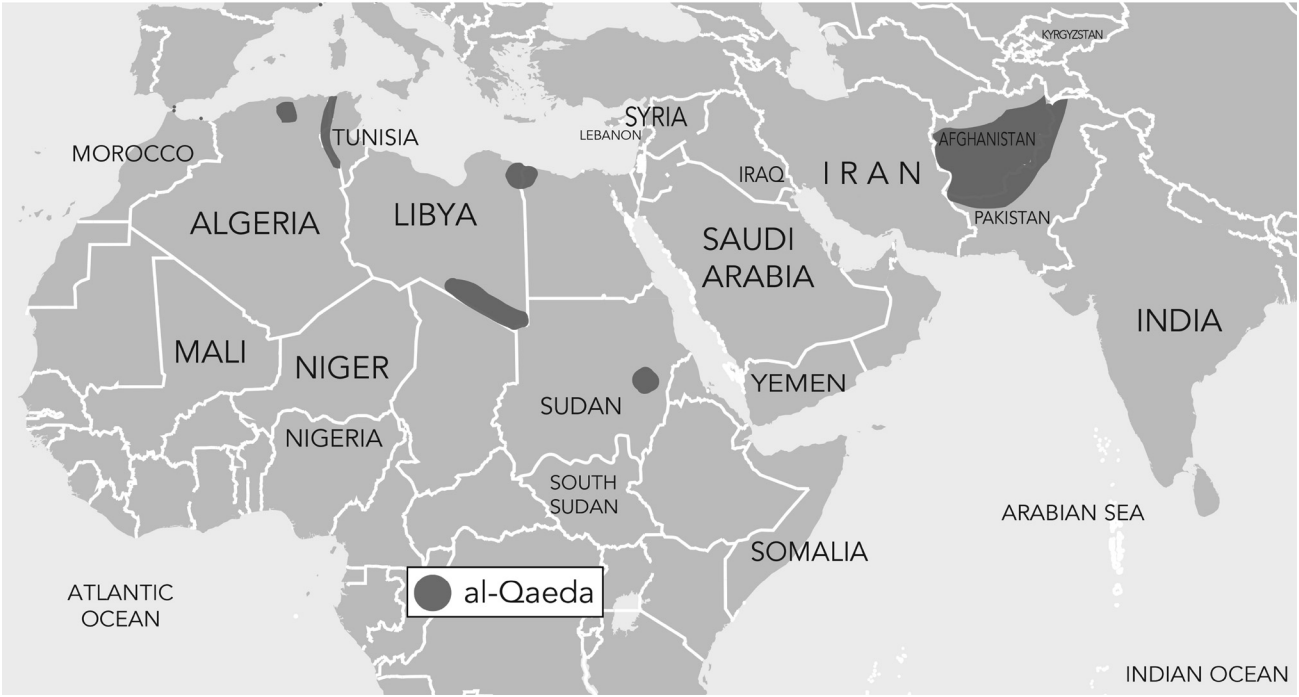 KYRGYZSTAN
SYRIA
LEBANON
TUNISIA
MOROCCO
AFGHANISTAN
IRAQ
IRAN
ALGERIA
LIBYA
PAKISTAN
SAUDI
ARABIA
INDIA
MALI
NIGER
YEMEN
SUDAN
NIGERIA
SOUTH
SUDAN
ARABIAN SEA
SOMALIA
al-Qaeda
ATLANTIC
OCEAN
INDIAN OCEAN